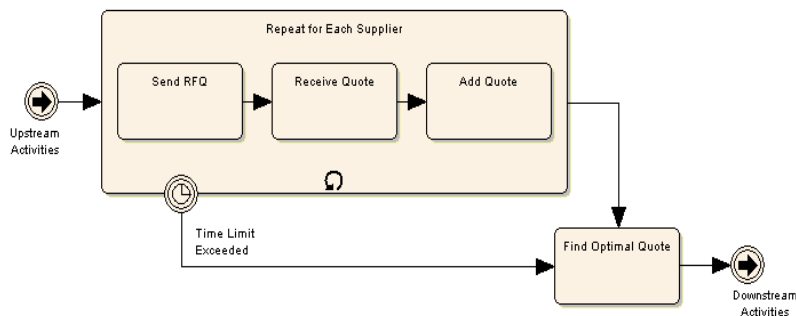 Repeat for Each Supplier
Send RFQ
Receive Quote
Add Quote
Upstream
Activities
Time Limit
Exceeded
Find Optimal Quote
Downstream
Activities